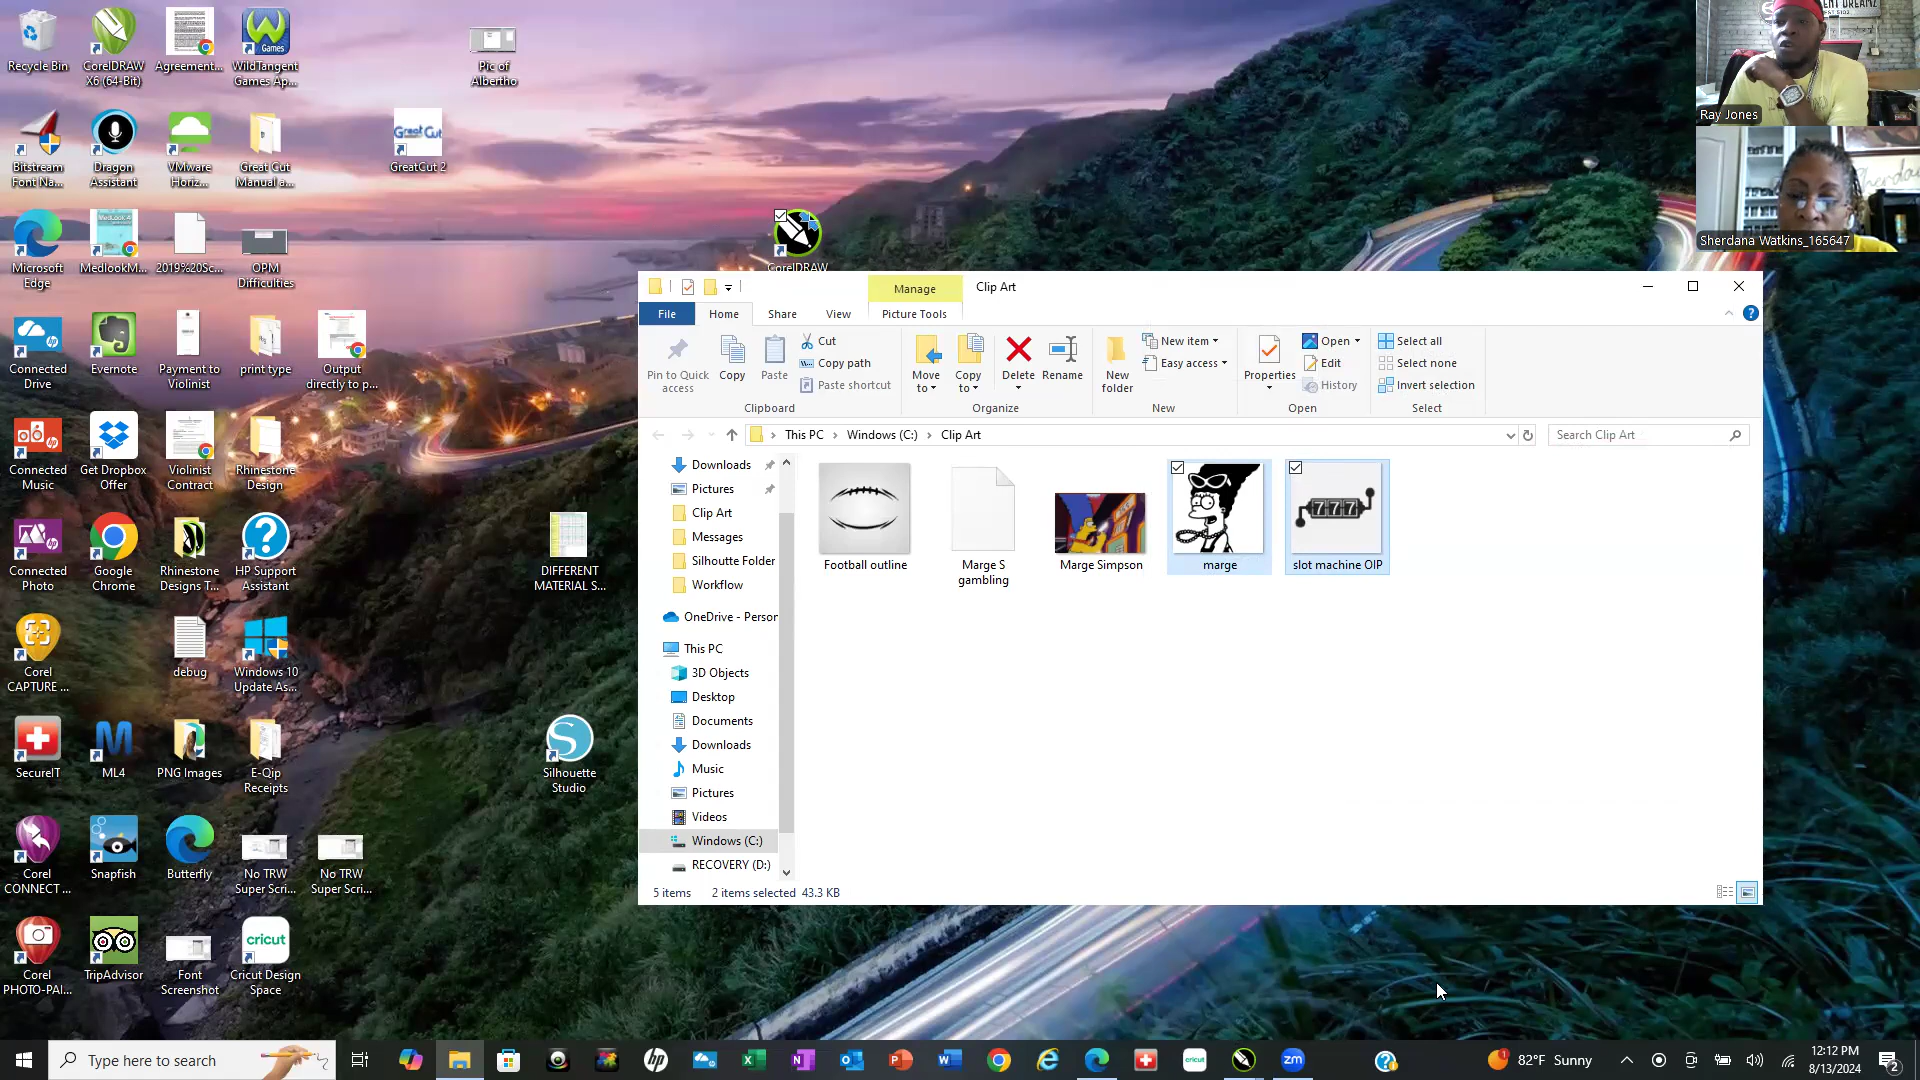 Recycle Bin
CorelDRAW
X6 (64-Bit)
Agreement...
WildTangent
Games Ap...
Games
Pic of
Albertho
Bitstream
Font Na...
Dragon
Assistant
VMware
Horiz...
Great Cut
Manual a...
GreatCut
GreatCut 2
Microsoft
Edge
MedlookM...
2019%20Sc...
OPM
Difficulties
CorelDRAW
Connected
Drive
Evernote
Payment to
Violinist
print type
Output
directly to p...
Connected
Music
Get Dropbox
Offer
Violinist
Contract
Rhinestone
Design
Connected
Photo
Google
Chrome
Rhinestone
Designs T...
HP Support
Assistant
DIFFERENT
MATERIAL S...
Corel
CAPTURE ...
debug
Windows 10
Update As...
SecureIT
ML4
PNG Images
E-Qip
Receipts
Silhouette
Studio
Corel
CONNECT ...
Snapfish
Butterfly
No TRW
Super Scri...
No TRW
Super Scri...
Corel
PHOTO-PAI...
TripAdvisor
Font
Screenshot
cricut
Cricut Design
Space
Ray Jones
Sherdana Watkins_165647
Manage
Clip Art
File
Home
Share
View
Picture Tools
Pin to Quick
access
Copy
Paste
Cut
Copy path
Paste shortcut
Clipboard
Move
to
Copy
to
Delete
Rename
Organize
New
folder
New item
Easy access
New
Properties
Open
Edit
History
Open
Select all
Select none
Invert selection
Select
This PC > Windows (C:) > Clip Art
Search Clip Art
Downloads
Pictures
Clip Art
Messages
Silhoutte Folder
Workflow
OneDrive - Person
This PC
3D Objects
Desktop
Documents
Downloads
Music
Pictures
Videos
Windows (C:)
RECOVERY (D:)
Football outline
Marge S
gambling
Marge Simpson
marge
777
slot machine OIP
5 items
2 items selected 43.3 KB
Type here to search
zm
82°F Sunny
12:12 PM
8/13/2024
2